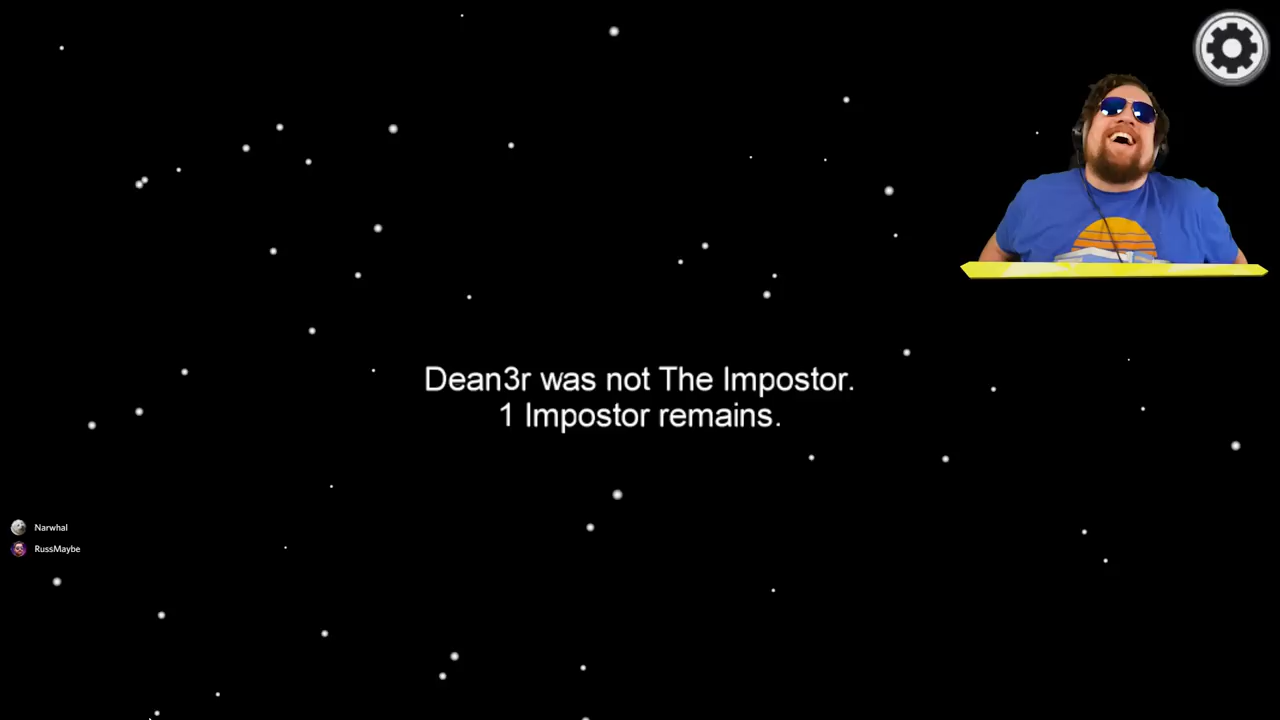 Dean3r was not The Impostor.
1 Impostor remains.
Narwhal
RussMaybe